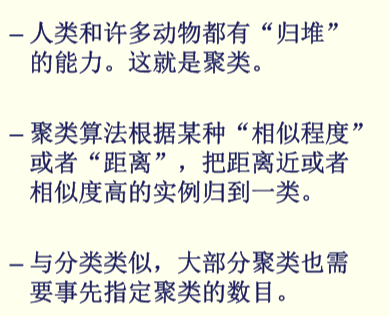 – 人类和许多动物都有“归堆”
的能力。这就是聚类。
– 聚类算法根据某种“相似程度”
或者“距离”，把距离近或者
相似度高的实例归到一类。
– 与分类类似，大部分聚类也需
要事先指定聚类的数目。